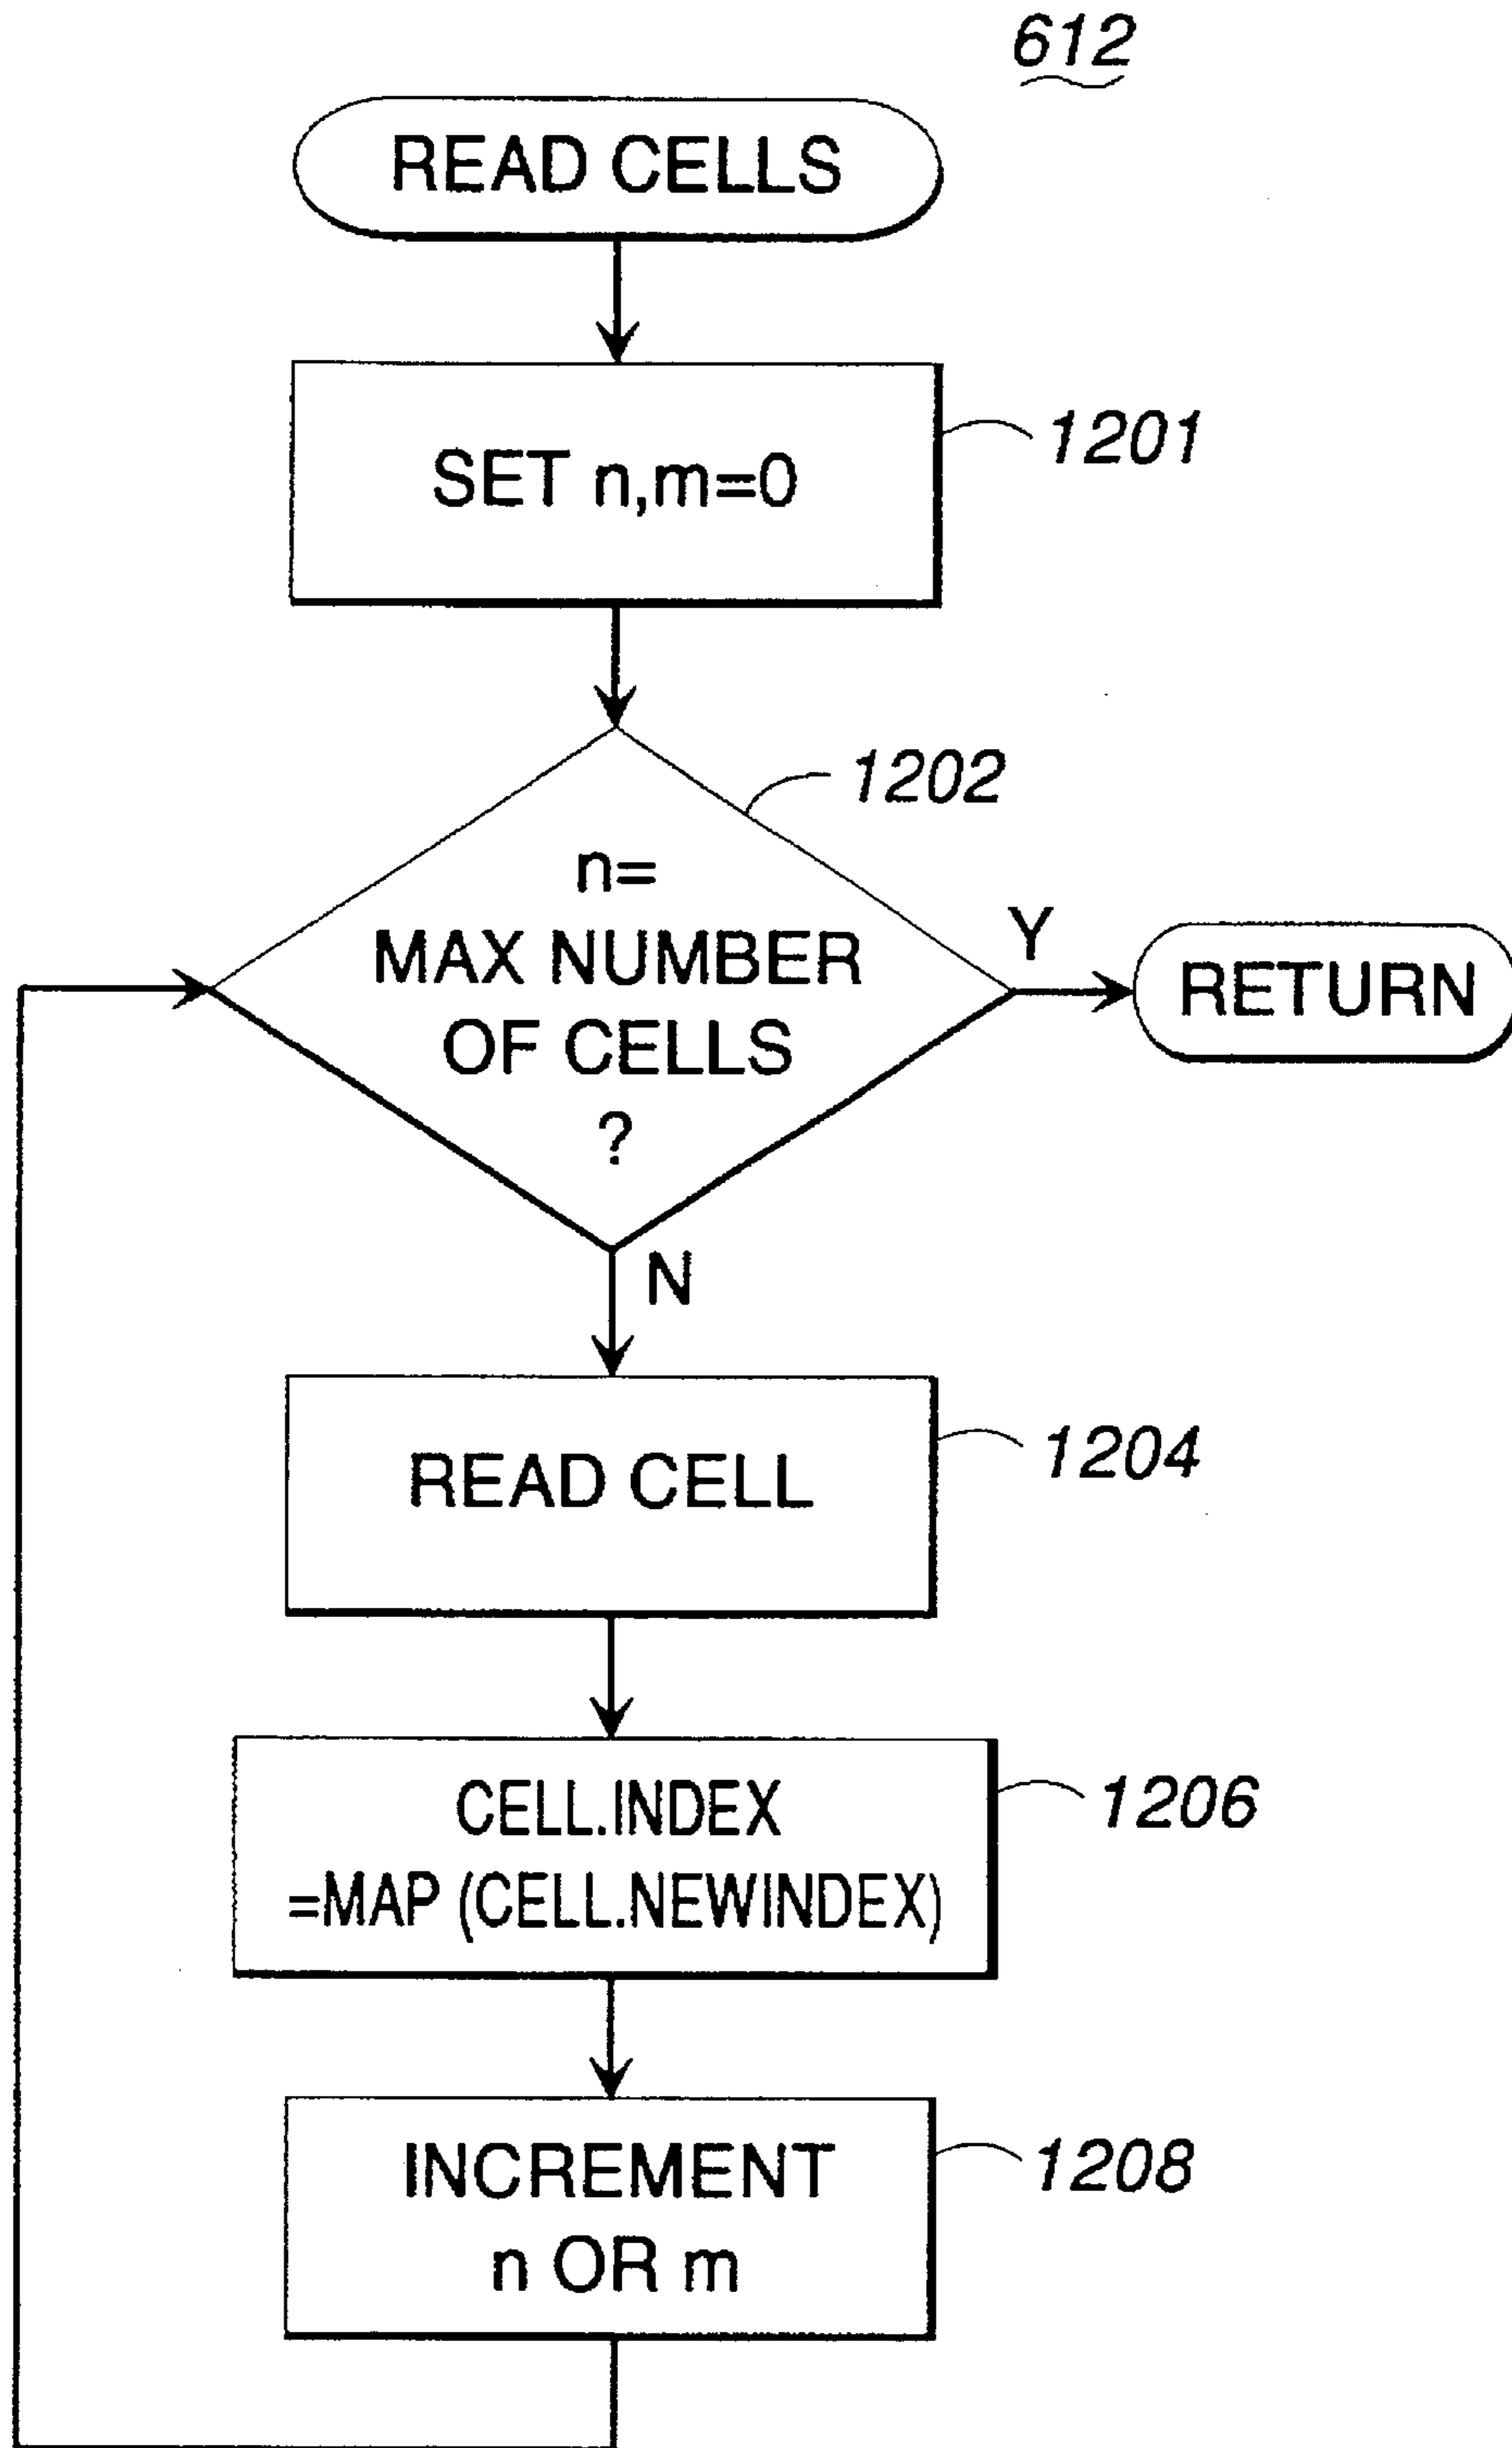 612
READ CELLS
SET n,m=0
1201
1202
n=
MAX NUMBER
OF CELLS
?
Y
RETURN
N
READ CELL
1204
CELL.INDEX
=MAP (CELL.NEWINDEX)
1206
INCREMENT
n OR m
1208